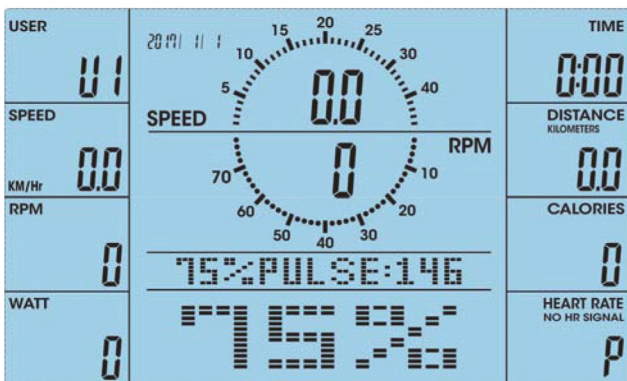 USER
U1
SPEED
KM/Hr 0.0
RPM
0
WATT
0
2017/ 1/ 1
5 10 15 20 25 30 40
0.0
SPEED
RPM
0
70 60 50 40 30 20 10
75%PULSE:146
75%
TIME
0:00
DISTANCE
KILOMETERS
0.0
CALORIES
0
HEART RATE
NO HR SIGNAL
P